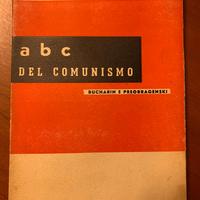 abc
DEL COMUNISMO
BUCHARIN E PREOBRAGENSKI